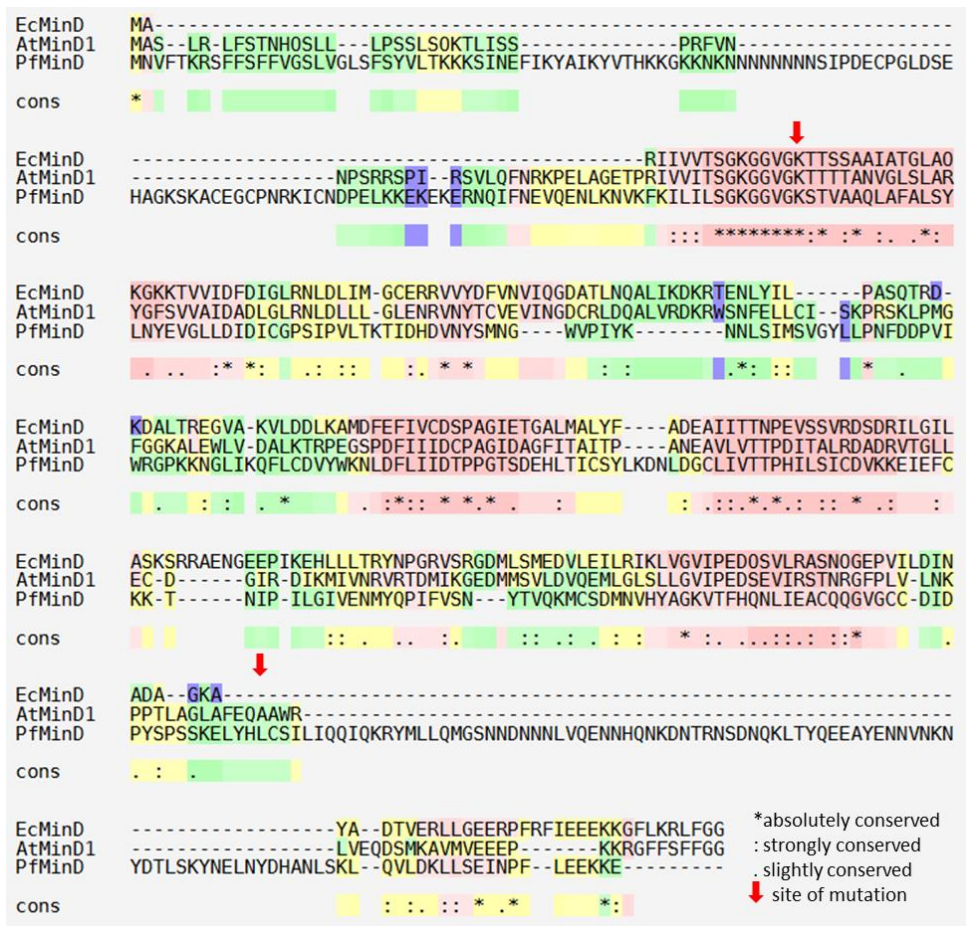 EcMinD MA----------------------------------------------------------------------
AtMinD1 MAS--LR-LFSTNHOSLL---LPSSLSOKTLISS--------------PRFVN-------------------
PfMinD MNVFTKRSFFSFFVGSLVGLSFSYVLTKKKSINEFIKYAIKYVTHKKGKKNKNNNNNNNNSIPDECPGLDSE
cons *
EcMinD ---------------------------------------------RIIVVTSGKGGVGKTTSSAAIATGLAO
AtMinD1 ------------------NPSRRSPI--RSVLQFNRKPELAGETPRIVVITSGKGGVGKTTTTANVGLSLAR
PfMinD HAGKSKACEGCPNRKICNDPELKKEKEKERNQIFNEVQENLKNVKFKILILSGKGGVGKSTVAAQLAFALSY
cons ::: ********:* :* :. .*:
EcMinD KGKKTVVIDFDIGLRNLDLIM-GCERRVVYDFVNVIQGDATLNQALIKDKRTENLYIL------PASQTRD-
AtMinD1 YGFSVVAIDADLGLRNLDLLL-GLENRVNYTCVEVINGDCRLDQALVRDKRWSNFELLCI--SKPRSKLPMG
PfMinD LNYEVGLLDIDICGPSIPVLTKTIDHDVNYSMNG----WVPIYK--------NNLSIMSVGYLLPNFDDPVI
cons . .. :* *: .: :: :. * * : : .*: :: * .
EcMinD KDALTREGVA-KVLDDLKAMDFEFIVCDSPAGIETGALMALYF----ADEAIITTNPEVSSVRDSDRILGIL
AtMinD1 FGGKALEWLV-DALKTRPEGSPDFIIIDCPAGIDAGFITAITP----ANEAVLVTTPDITALRDADRVTGLL
PfMinD WRGPKKNGLIKQFLCDVYWKNLDFLIIDTPPGTSDEHLTICSYLKDNLDGCLIVTTPHILSICDVKKEIEFC
cons . : : . * . :*:: * *.*. : : .:.*.*.: :: * .: :
EcMinD ASKSRRAENGEEPIKEHLLLTRYNPGRVSRGDMLSMEDVLEILRIKLVGVIPEDOSVLRASNOGEPVILDIN
AtMinD1 EC-D------GIR-DIKMIVNRVRTDMIKGEDMMSVLDVQEMLGLSLLGVIPEDSEVIRSTNRGFPLV-LNK
PfMinD KK-T------NIP-ILGIVENMYQPIFVSN---YTVQKMCSDMNVHYAGKVTFHQNLIEACQQGVGCC-DID
cons :: . .. :. :: .: . : : * :. ..::.: ::* .
EcMinD ADA--GKA----------------------------------------------------------------
AtMinD1 PPTLAGLAFEQAAWR---------------------------------------------------------
PfMinD PYSPSSKELYHLCSILIQQIQKRYMLLQMGSNNDNNNLVQENNHQNKDNTRNSDNQKLTYQEEAYENNVNKN
cons . : .
EcMinD ------------------YA--DTVERLLGEERPFRFIEEEKKGFLKRLFGG
AtMinD1 ------------------LVEQDSMKAVMVEEEP-------KKRGFFSFFGG
PfMinD YDTLSKYNELNYDHANLSKL--QVLDKLLSEINPF--LEEKKE---------
cons : :. :: * .* *:
*absolutely conserved
: strongly conserved
. slightly conserved
site of mutation